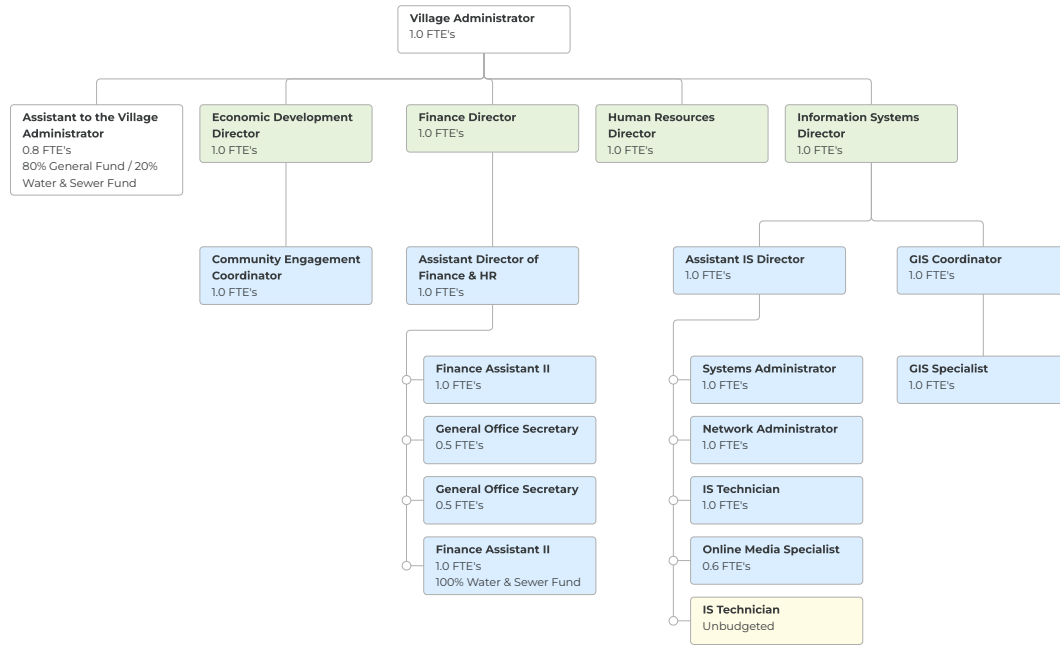 Village Administrator
1.0 FTE's
Assistant to the Village
Administrator
0.8 FTE's
80% General Fund / 20%
Water & Sewer Fund
Economic Development
Director
1.0 FTE's
Finance Director
1.0 FTE's
Human Resources
Director
1.0 FTE's
Information Systems
Director
1.0 FTE's
Community Engagement
Coordinator
1.0 FTE's
Assistant Director of
Finance & HR
1.0 FTE's
Assistant IS Director
1.0 FTE's
GIS Coordinator
1.0 FTE's
Finance Assistant II
1.0 FTE's
General Office Secretary
0.5 FTE's
General Office Secretary
0.5 FTE's
Finance Assistant II
1.0 FTE's
100% Water & Sewer Fund
Systems Administrator
1.0 FTE's
Network Administrator
1.0 FTE's
IS Technician
1.0 FTE's
Online Media Specialist
0.6 FTE's
IS Technician
Unbudgeted
GIS Specialist
1.0 FTE's